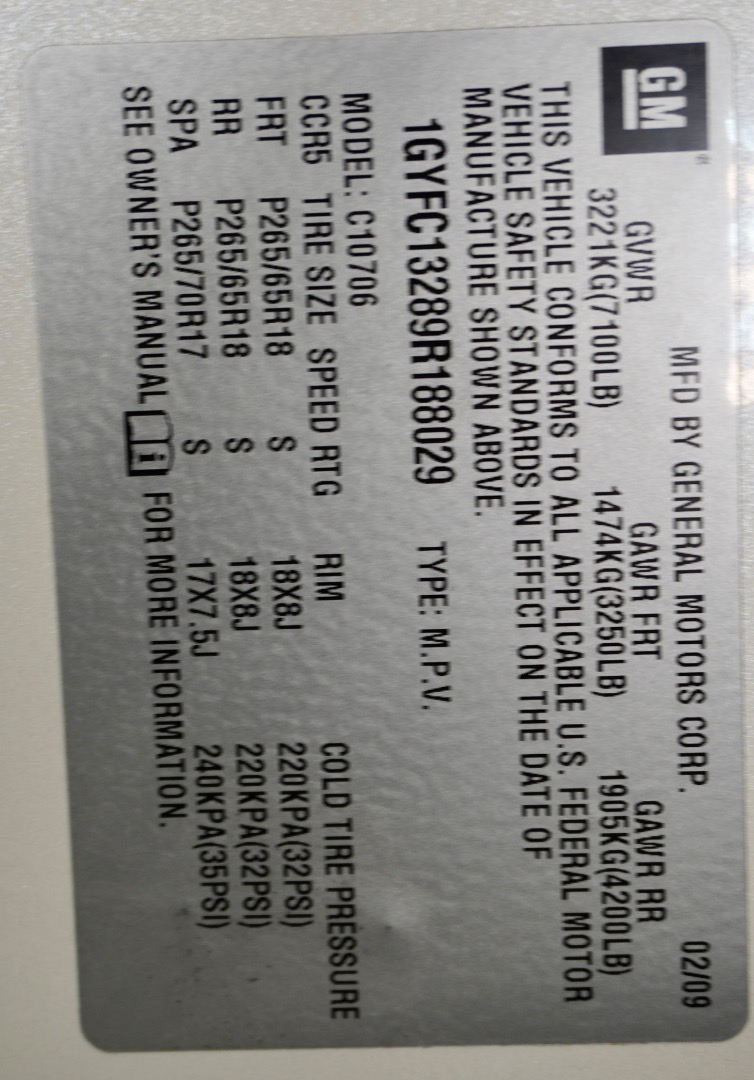 GM
MFD BY GENERAL MOTORS CORP. 02/09
GVWR GAWR FRT GAWR RR
3221KG(7100LB) 1474KG(3250LB) 1905KG(4200LB)
THIS VEHICLE CONFORMS TO ALL APPLICABLE U.S. FEDERAL MOTOR
VEHICLE SAFETY STANDARDS IN EFFECT ON THE DATE OF
MANUFACTURE SHOWN ABOVE.
1GYFC13289R188029 TYPE: M.P.V.
MODEL: C10706
CCR5 TIRE SIZE SPEED RTG RIM COLD TIRE PRESSURE
FRT P265/65R18 S 18X8J 220KPA(32PSI)
RR P265/65R18 S 18X8J 220KPA(32PSI)
SPA P265/70R17 S 17X7.5J 240KPA(35PSI)
SEE OWNER'S MANUAL i FOR MORE INFORMATION.